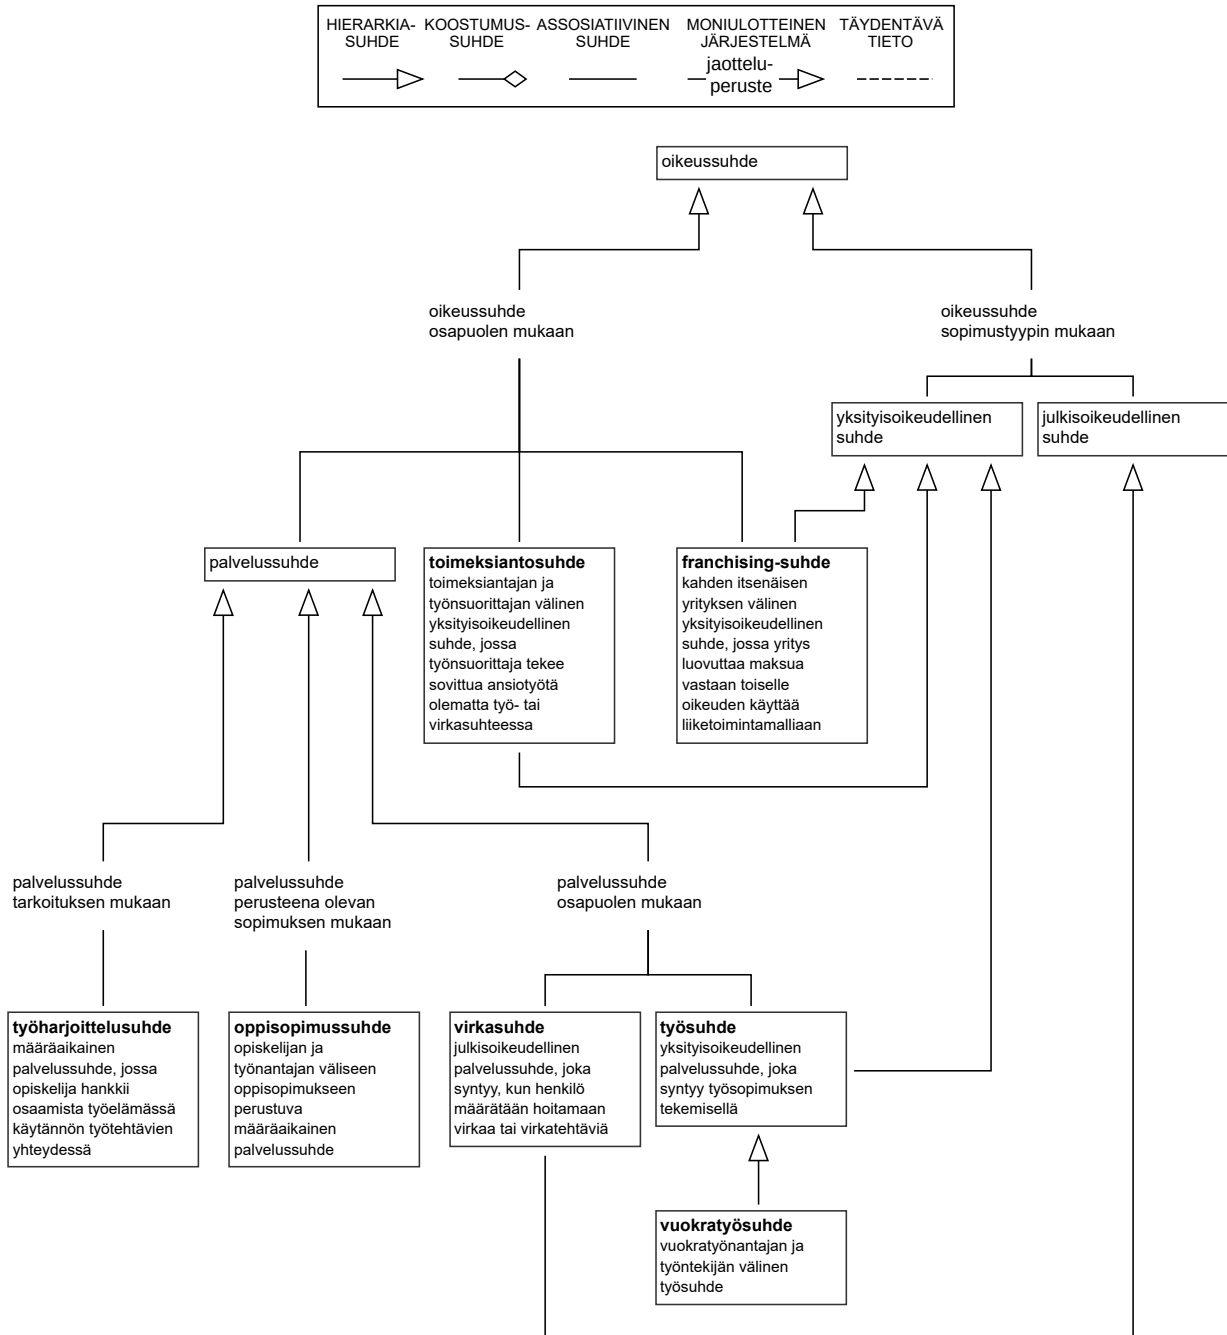 HIERARKIA-
SUHDE
KOOSTUMUS-
SUHDE
ASSOSIATIIVINEN
SUHDE
MONIULOTTEINEN
JÄRJESTELMÄ
jaottelu-
peruste
TÄYDENTÄVÄ
TIETO
oikeussuhde
oikeussuhde
osapuolen mukaan
oikeussuhde
sopimustyypin mukaan
yksityisoikeudellinen
suhde
julkisoikeudellinen
suhde
palvelussuhde
toimeksiantosuhde
toimeksiantajan ja
työnsuorittajan välinen
yksityisoikeudellinen
suhde, jossa
työnsuorittaja tekee
sovittua ansiotyötä
olematta työ- tai
virkasuhteessa
franchising-suhde
kahden itsenäisen
yrityksen välinen
yksityisoikeudellinen
suhde, jossa yritys
luovuttaa maksua
vastaan toiselle
oikeuden käyttää
liiketoimintamalliaan
palvelussuhde
tarkoituksen mukaan
palvelussuhde
perusteena olevan
sopimuksen mukaan
palvelussuhde
osapuolen mukaan
työharjoittelusuhde
määräaikainen
palvelussuhde, jossa
opiskelija hankkii
osaamista työelämässä
käytännön työtehtävien
yhteydessä
oppisopimussuhde
opiskelijan ja
työnantajan väliseen
oppisopimukseen
perustuva
määräaikainen
palvelussuhde
virkasuhde
julkisoikeudellinen
palvelussuhde, joka
syntyy, kun henkilö
määrätään hoitamaan
virkaa tai virkatehtäviä
työsuhde
yksityisoikeudellinen
palvelussuhde, joka
syntyy työsopimuksen
tekemisellä
vuokratyösuhde
vuokratyönantajan ja
työntekijän välinen
työsuhde